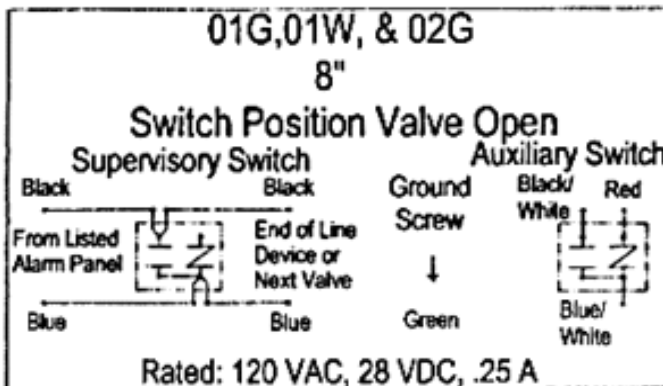 01G,01W, & 02G
8"
Switch Position Valve Open
Supervisory Switch
Auxiliary Switch
Black
Black
Ground
Screw
Black/
White
Red
From Listed
Alarm Panel
End of Line
Device or
Next Valve
Blue
Blue
Green
Blue/
White
Rated: 120 VAC, 28 VDC, .25 A